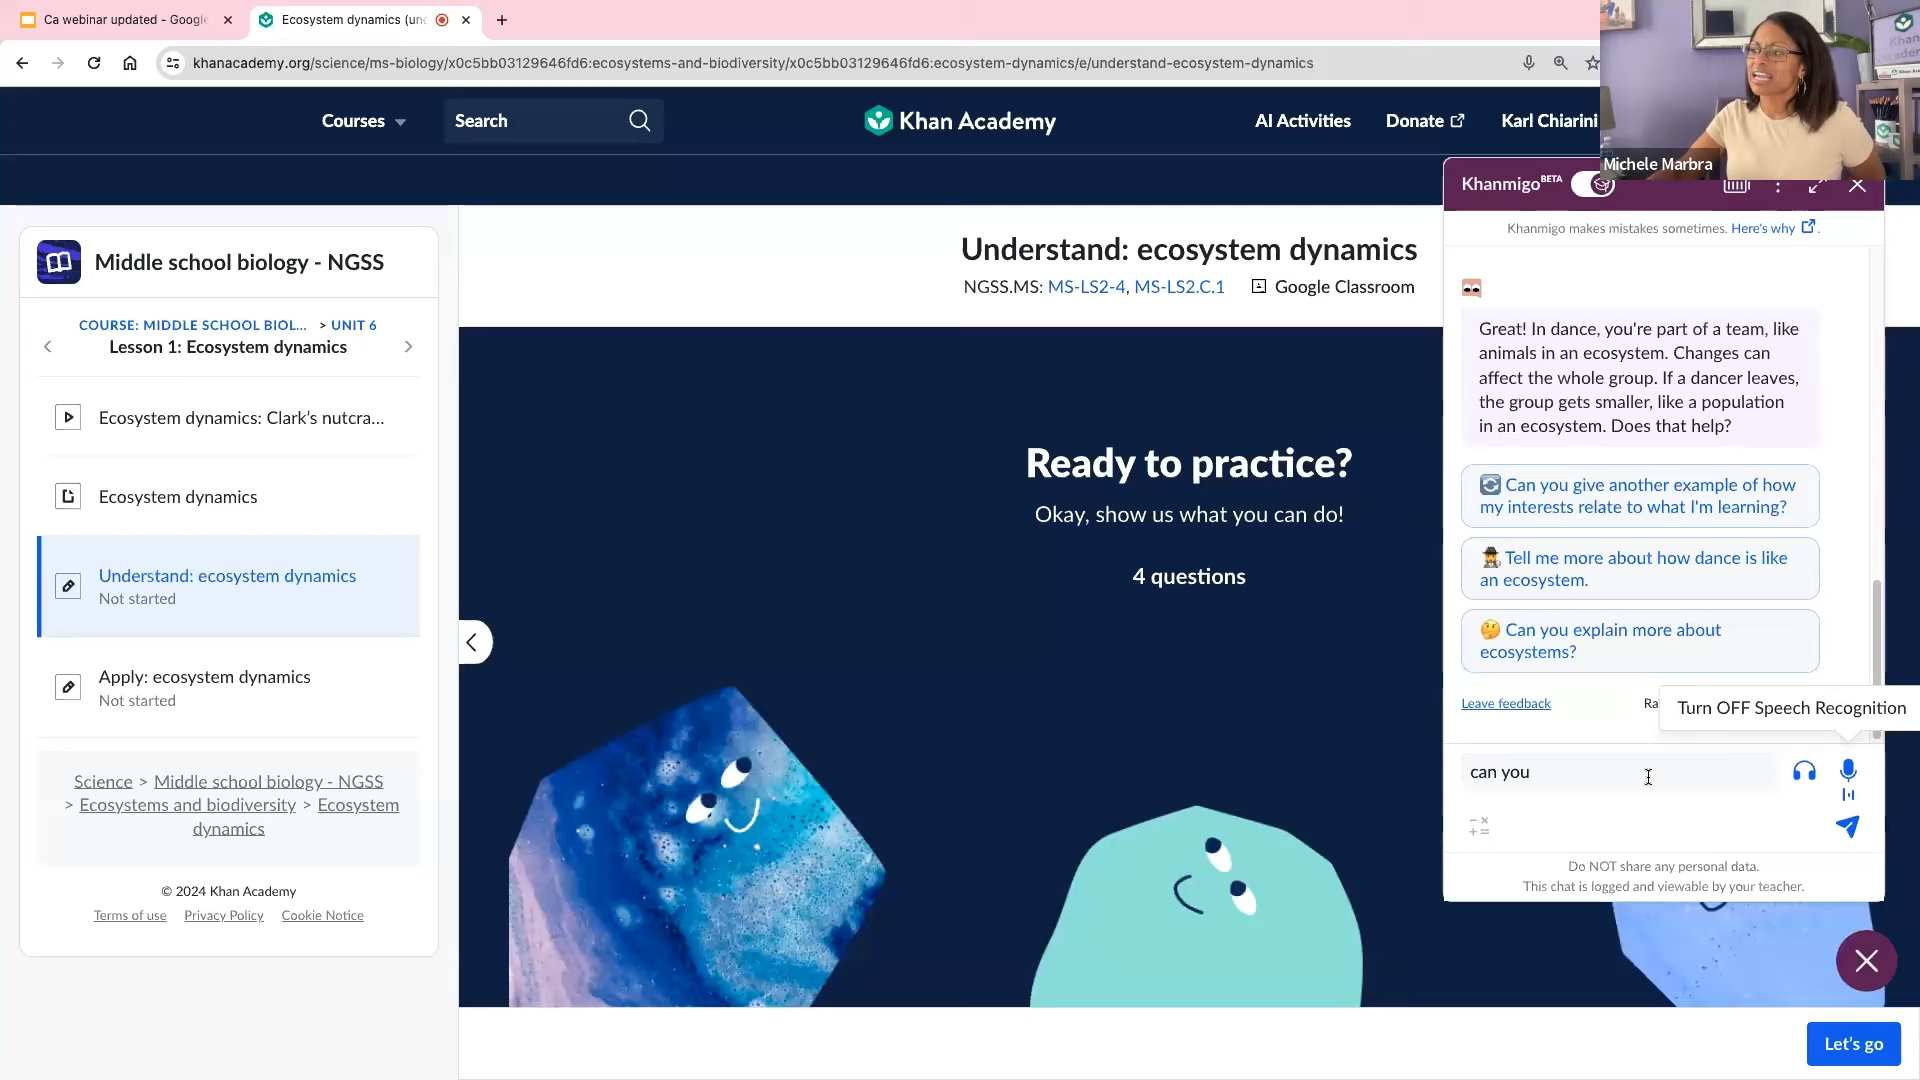 Ca webinar updated - Google
Ecosystem dynamics (un
khanacademy.org/science/ms-biology/x0c5bb03129646fd6:ecosystems-and-biodiversity/x0c5bb03129646fd6:ecosystem-dynamics/e/understand-ecosystem-dynamics
Courses
Search
Khan Academy
AI Activities
Donate
Karl Chiarini
Michele Marbra
Middle school biology - NGSS
COURSE: MIDDLE SCHOOL BIOL... > UNIT 6
Lesson 1: Ecosystem dynamics
Ecosystem dynamics: Clark's nutcra...
Ecosystem dynamics
Understand: ecosystem dynamics
Not started
Apply: ecosystem dynamics
Not started
Science > Middle school biology - NGSS
> Ecosystems and biodiversity > Ecosystem
dynamics
© 2024 Khan Academy
Terms of use Privacy Policy Cookie Notice
Understand: ecosystem dynamics
NGSS.MS: MS-LS2-4, MS-LS2.C.1 Google Classroom
Ready to practice?
Okay, show us what you can do!
4 questions
Khanmigo BETA
Khanmigo makes mistakes sometimes. Here's why.
Great! In dance, you're part of a team, like
animals in an ecosystem. Changes can
affect the whole group. If a dancer leaves,
the group gets smaller, like a population
in an ecosystem. Does that help?
Can you give another example of how
my interests relate to what I'm learning?
Tell me more about how dance is like
an ecosystem.
Can you explain more about
ecosystems?
Leave feedback
Ra
Turn OFF Speech Recognition
can you
Do NOT share any personal data.
This chat is logged and viewable by your teacher.
Let's go